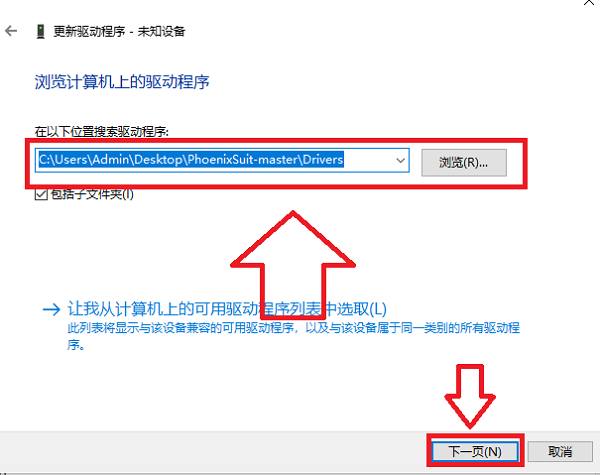 更新驱动程序 - 未知设备
浏览计算机上的驱动程序
在以下位置搜索驱动程序:
C:\Users\Admin\Desktop\PhoenixSuit-master\Drivers
浏览(R)...
包括子文件夹(I)
让我从计算机上的可用驱动程序列表中选取(L)
此列表将显示与该设备兼容的可用驱动程序，以及与该设备属于同一类别的所有驱动程
序。
下一页(N)
取消